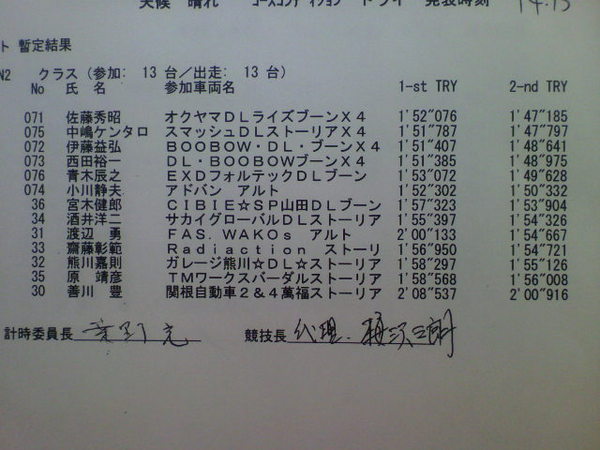 天候 晴れ コースコンディション ドライ 発表時刻 14:15
ト 暫定結果
N2 クラス (参加: 13 台/出走: 13 台)
No 氏 名 参加車両名 1-st TRY 2-nd TRY
071 佐藤秀昭 オクヤマDLライズブーンX4 1'52"076 1'47"185
075 中嶋ケンタロ スマッシュDLストーリアX4 1'51"787 1'47"797
072 伊藤益弘 BOOBOW・DL・ブーンX4 1'51"407 1'48"641
073 西田裕一 DL・BOOBOWブーンX4 1'51"385 1'48"975
076 青木辰之 EXDフォルテックDLブーン 1'53"072 1'49"628
074 小川静夫 アドバン アルト 1'52"302 1'50"332
36 宮木健郎 CIBIE☆SP山田DLブーン 1'57"323 1'53"904
34 酒井洋二 サカイグローバルDLストーリア 1'55"397 1'54"326
31 渡辺 勇 FAS.WAKOs アルト 2'00"133 1'54"667
33 齋藤彰範 Radiaction ストーリ 1'56"950 1'54"721
32 熊川嘉則 ガレージ熊川☆DL☆ストーリア 1'58"297 1'55"126
35 原 靖彦 TMワークスバーダルストーリア 1'58"568 1'56"008
30 善川 豊 関根自動車2&4萬福ストーリア 2'08"537 2'00"916
計時委員長 競技長 代理.